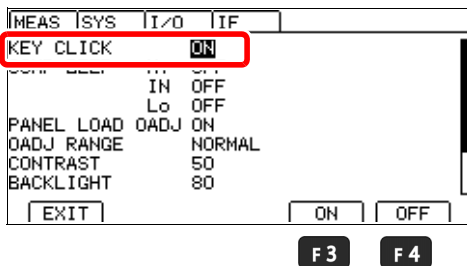 MEAS SYS I/O IF
KEY CLICK ON
IN OFF
Lo OFF
PANEL LOAD OADJ ON
OADJ RANGE NORMAL
CONTRAST 50
BACKLIGHT 80
EXIT ON OFF
F3 F4